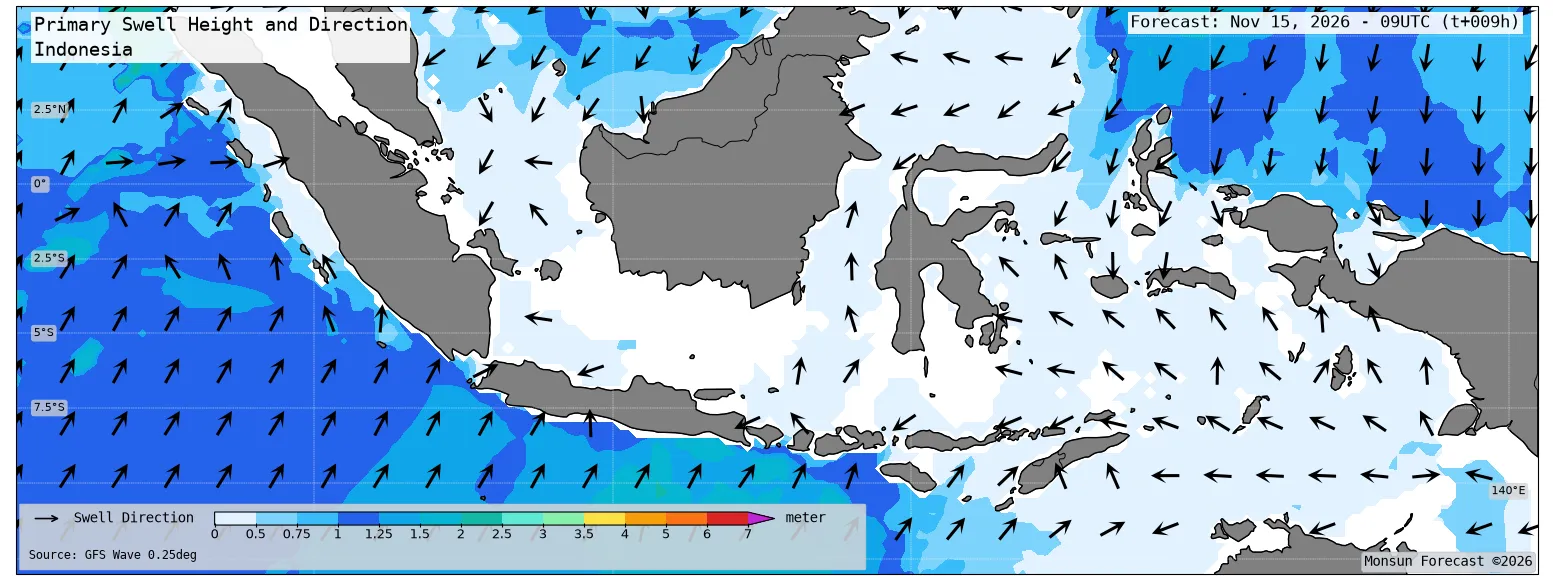 Primary Swell Height and Direction
Indonesia
Forecast: Nov 15, 2026 - 09UTC (t+009h)
2.5°N
0°
2.5°S
5°S
7.5°S
140°E
Swell Direction
meter
0 0.5 0.75 1 1.25 1.5 2 2.5 3 3.5 4 5 6 7
Source: GFS Wave 0.25deg
Monsun Forecast ©2026